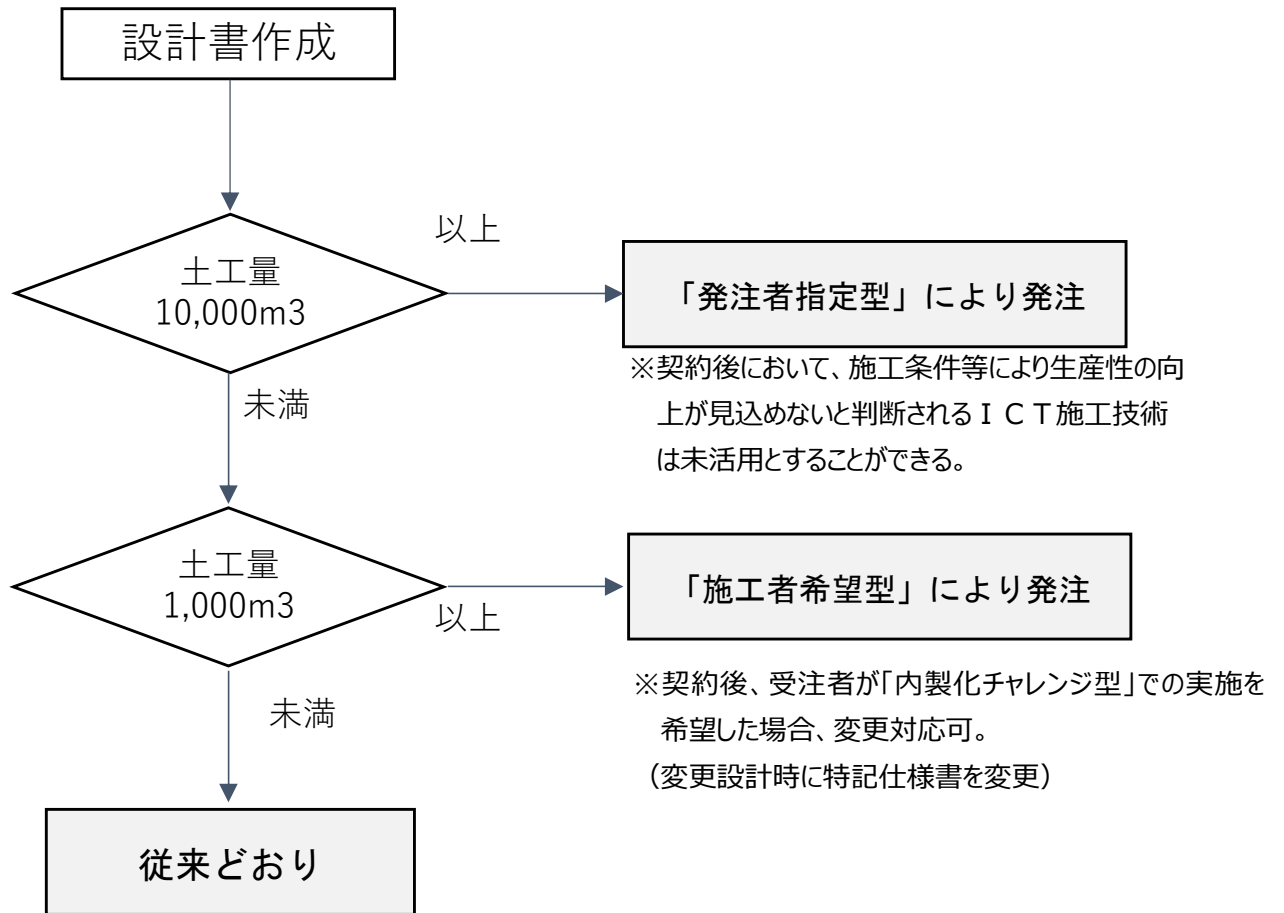 設計書作成
土工量
10,000m3
以上
「発注者指定型」により発注
※契約後において、施工条件等により生産性の向
上が見込めないと判断されるＩＣＴ施工技術
は未活用とすることができる。
未満
土工量
1,000m3
以上
「施工者希望型」により発注
※契約後、受注者が「内製化チャレンジ型」での実施を
希望した場合、変更対応可。
（変更設計時に特記仕様書を変更）
未満
従来どおり